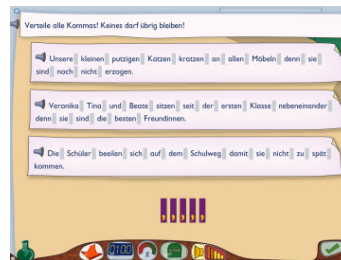 Verteile alle Kommas! Keines darf übrig bleiben!
Unsere kleinen putzigen Katzen kratzen an allen Möbeln denn sie
sind noch nicht erzogen.
Veronika Tina und Beate sitzen seit der ersten Klasse nebeneinander
denn sie sind die besten Freundinnen.
Die Schüler beeilen sich auf dem Schulweg damit sie nicht zu spät
kommen.
, , , , ,
0100